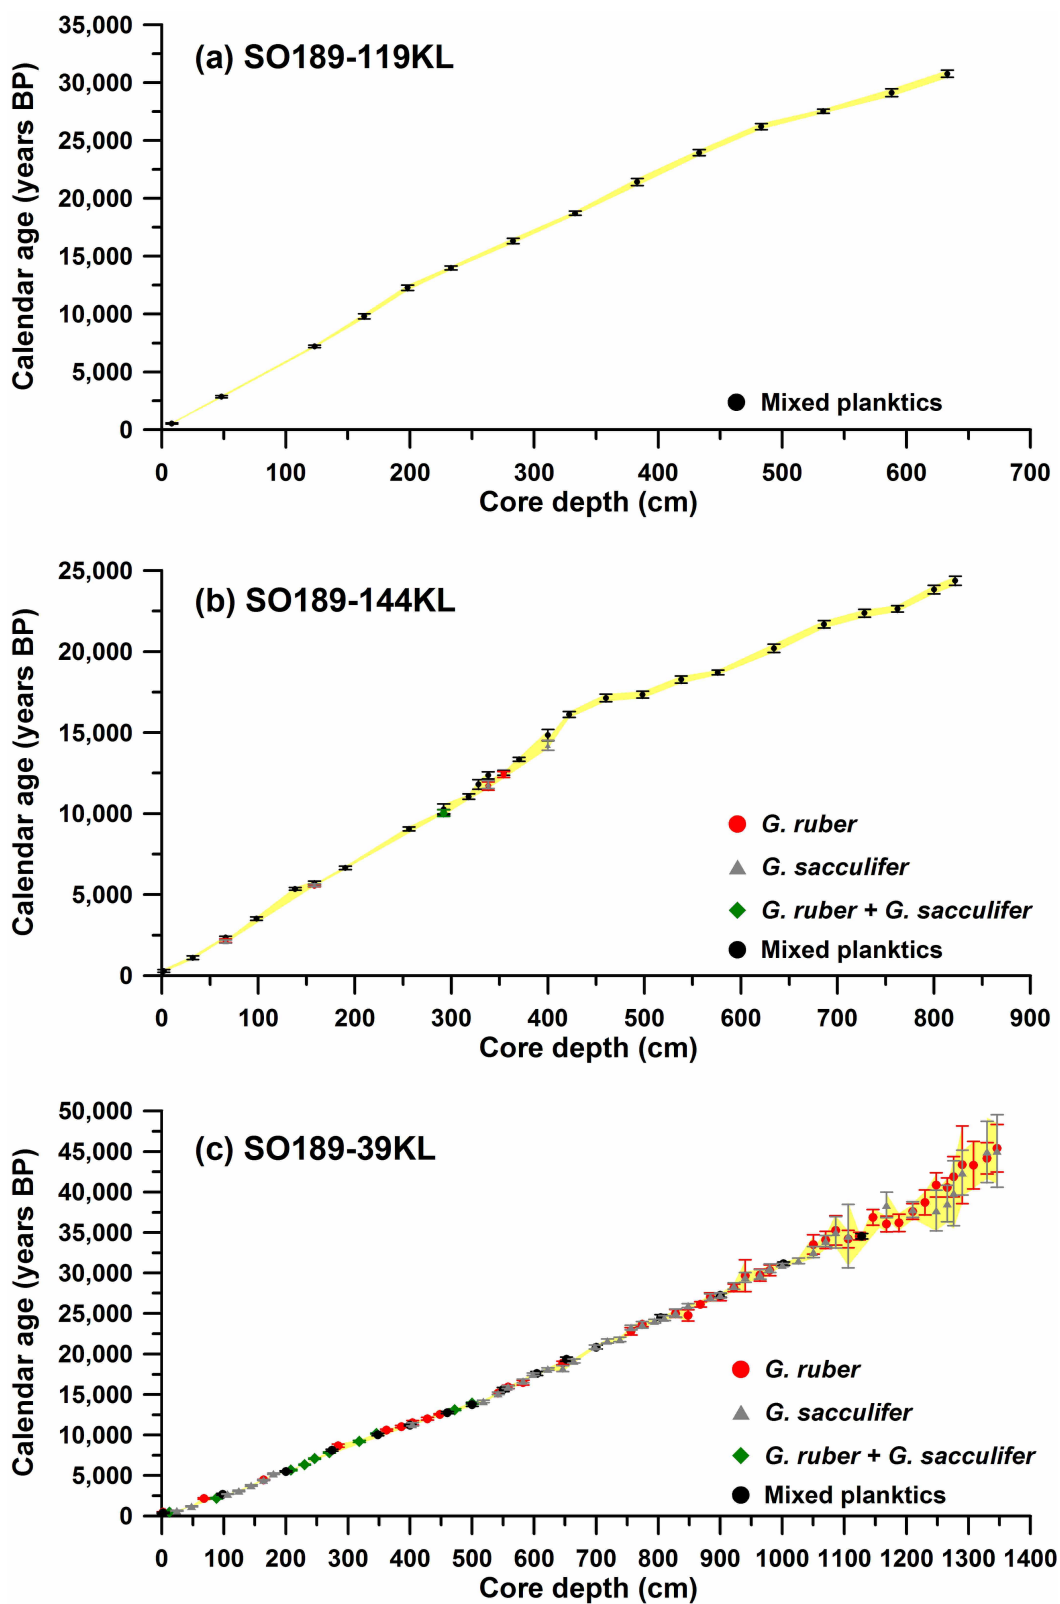 (a) SO189-119KL
Calendar age (years BP)
35,000
30,000
25,000
20,000
15,000
10,000
5,000
0
Mixed planktics
0 100 200 300 400 500 600 700
Core depth (cm)
(b) SO189-144KL
Calendar age (years BP)
25,000
20,000
15,000
10,000
5,000
0
G. ruber
G. sacculifer
G. ruber + G. sacculifer
Mixed planktics
0 100 200 300 400 500 600 700 800 900
Core depth (cm)
(c) SO189-39KL
Calendar age (years BP)
50,000
45,000
40,000
35,000
30,000
25,000
20,000
15,000
10,000
5,000
0
G. ruber
G. sacculifer
G. ruber + G. sacculifer
Mixed planktics
0 100 200 300 400 500 600 700 800 900 1000 1100 1200 1300 1400
Core depth (cm)